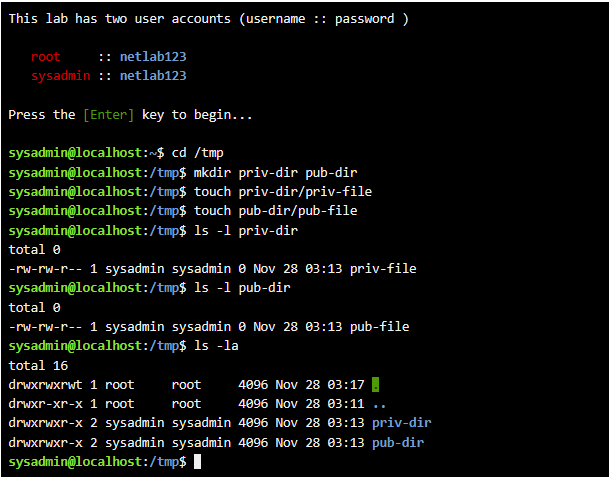 This lab has two user accounts (username :: password )
root     :: netlab123
sysadmin :: netlab123
Press the [Enter] key to begin...
sysadmin@localhost:~$ cd /tmp
sysadmin@localhost:/tmp$ mkdir priv-dir pub-dir
sysadmin@localhost:/tmp$ touch priv-dir/priv-file
sysadmin@localhost:/tmp$ touch pub-dir/pub-file
sysadmin@localhost:/tmp$ ls -l priv-dir
total 0
-rw-rw-r-- 1 sysadmin sysadmin 0 Nov 28 03:13 priv-file
sysadmin@localhost:/tmp$ ls -l pub-dir
total 0
-rw-rw-r-- 1 sysadmin sysadmin 0 Nov 28 03:13 pub-file
sysadmin@localhost:/tmp$ ls -la
total 16
drwxrwxrwt 1 root     root     4096 Nov 28 03:17 .
drwxr-xr-x 1 root     root     4096 Nov 28 03:11 ..
drwxrwxr-x 2 sysadmin sysadmin 4096 Nov 28 03:13 priv-dir
drwxrwxr-x 2 sysadmin sysadmin 4096 Nov 28 03:13 pub-dir
sysadmin@localhost:/tmp$